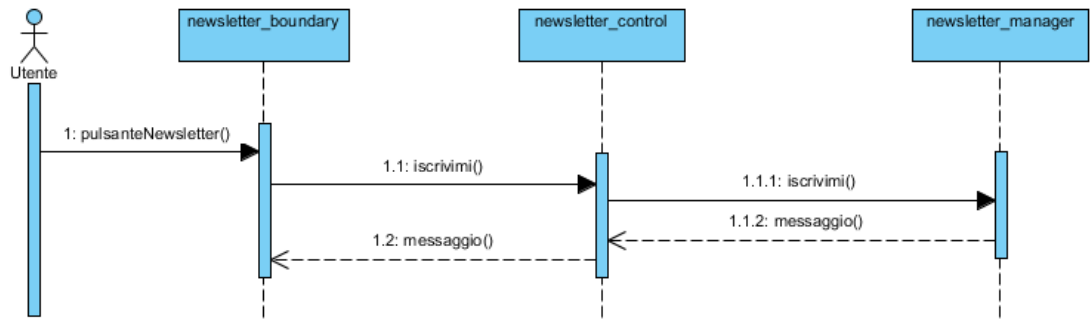 newsletter_boundary
newsletter_control
newsletter_manager
Utente
1: pulsanteNewsletter()
1.1: iscrivimi()
1.1.1: iscrivimi()
1.1.2: messaggio()
1.2: messaggio()